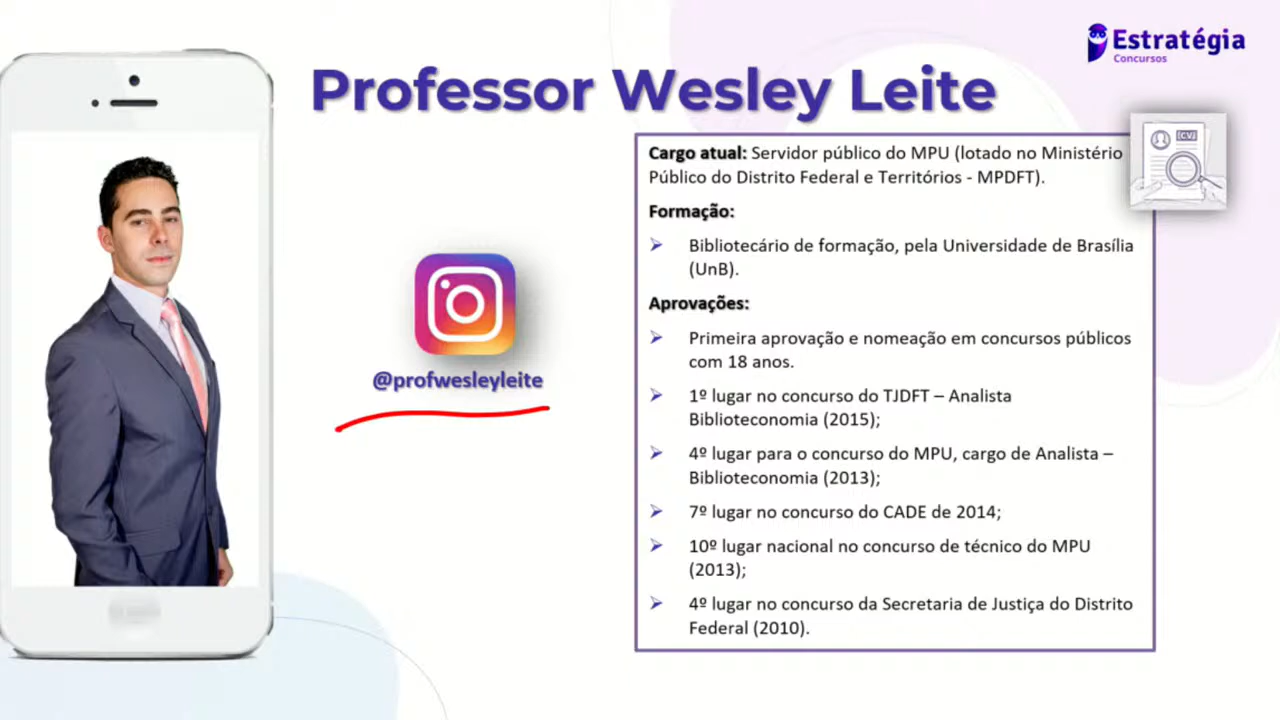 Estratégia
Concursos
Professor Wesley Leite
CV
Cargo atual: Servidor público do MPU (lotado no Ministério
Público do Distrito Federal e Territórios - MPDFT).
Formação:
Bibliotecário de formação, pela Universidade de Brasília
(UnB).
Aprovações:
Primeira aprovação e nomeação em concursos públicos
com 18 anos.
1º lugar no concurso do TJDFT – Analista
Biblioteconomia (2015);
4º lugar para o concurso do MPU, cargo de Analista –
Biblioteconomia (2013);
7º lugar no concurso do CADE de 2014;
10º lugar nacional no concurso de técnico do MPU
(2013);
4º lugar no concurso da Secretaria de Justiça do Distrito
Federal (2010).
@profwesleyleite